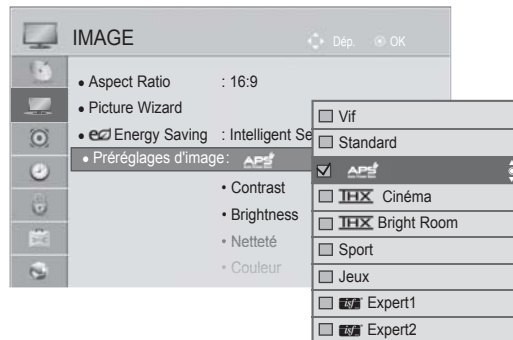 IMAGE
Dép. OK
Aspect Ratio : 16:9
Picture Wizard
Energy Saving : Intelligent Se
Préréglages d'image: APS
• Contrast
• Brightness
• Netteté
• Couleur
Vif
Standard
APS
THX Cinéma
THX Bright Room
Sport
Jeux
isf Expert1
isf Expert2